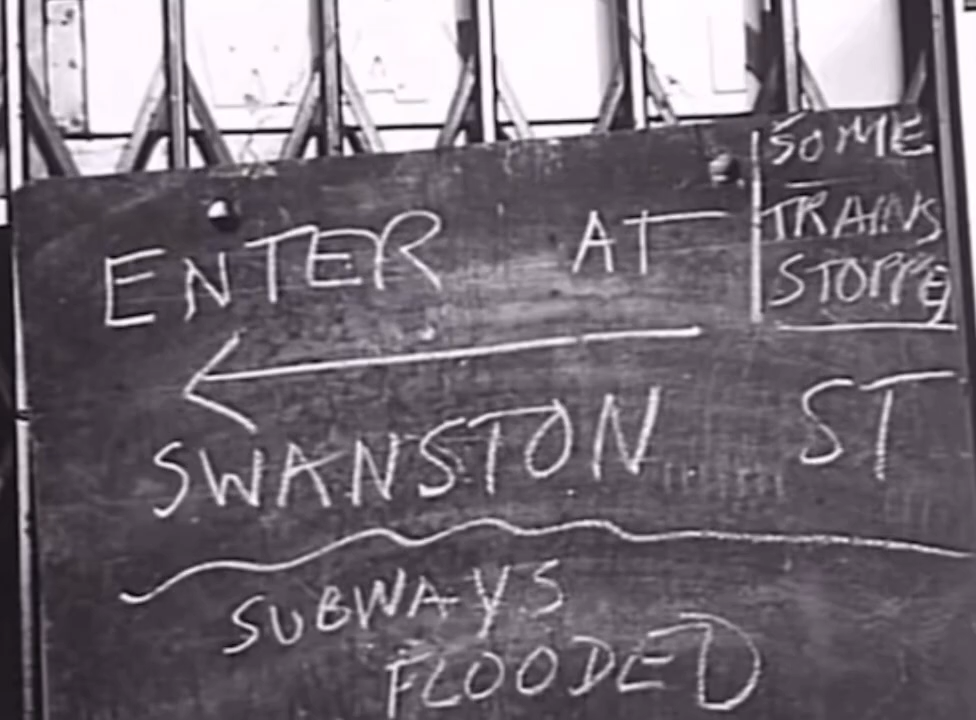 ENTER AT
SWANSTON ST
SUBWAYS
FLOODED
SOME
TRAINS
STOPPED